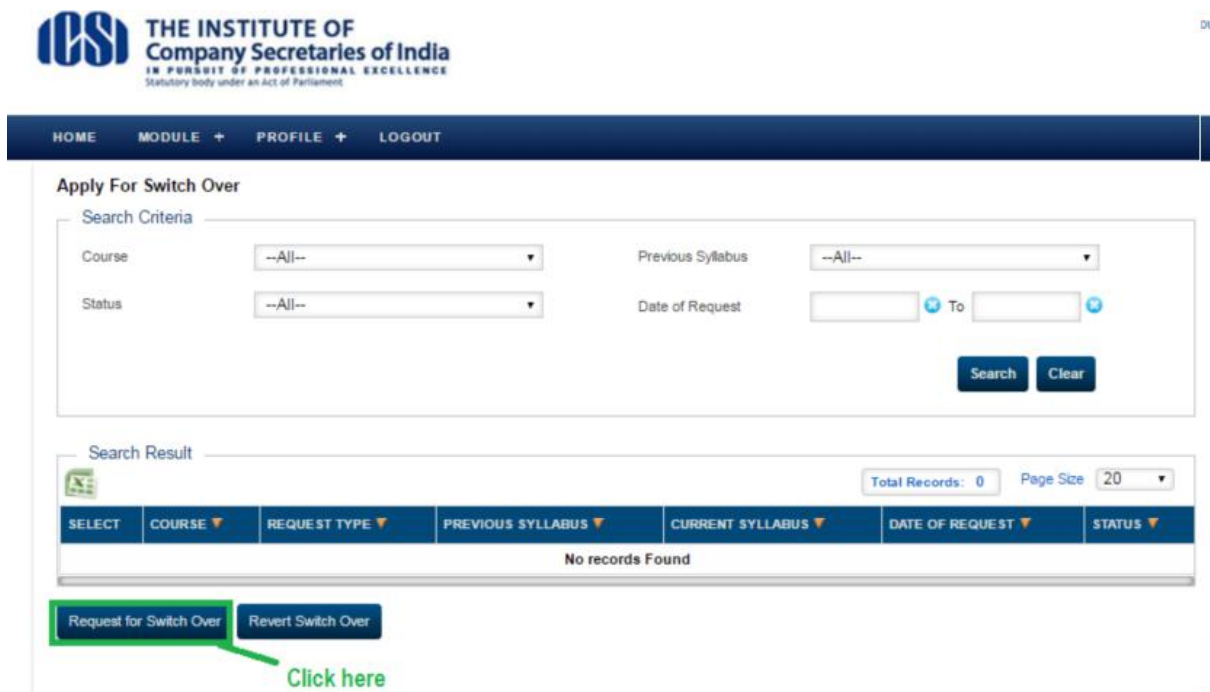 ICSI
THE INSTITUTE OF
Company Secretaries of India
IN PURSUIT OF PROFESSIONAL EXCELLENCE
Statutory body under an Act of Parliament
HOME MODULE + PROFILE + LOGOUT
Apply For Switch Over
Search Criteria
Course --All-- Previous Syllabus --All--
Status --All-- Date of Request To
Search Clear
Search Result
Total Records: 0 Page Size 20
SELECT COURSE REQUEST TYPE PREVIOUS SYLLABUS CURRENT SYLLABUS DATE OF REQUEST STATUS
No records Found
Request for Switch Over Revert Switch Over
Click here